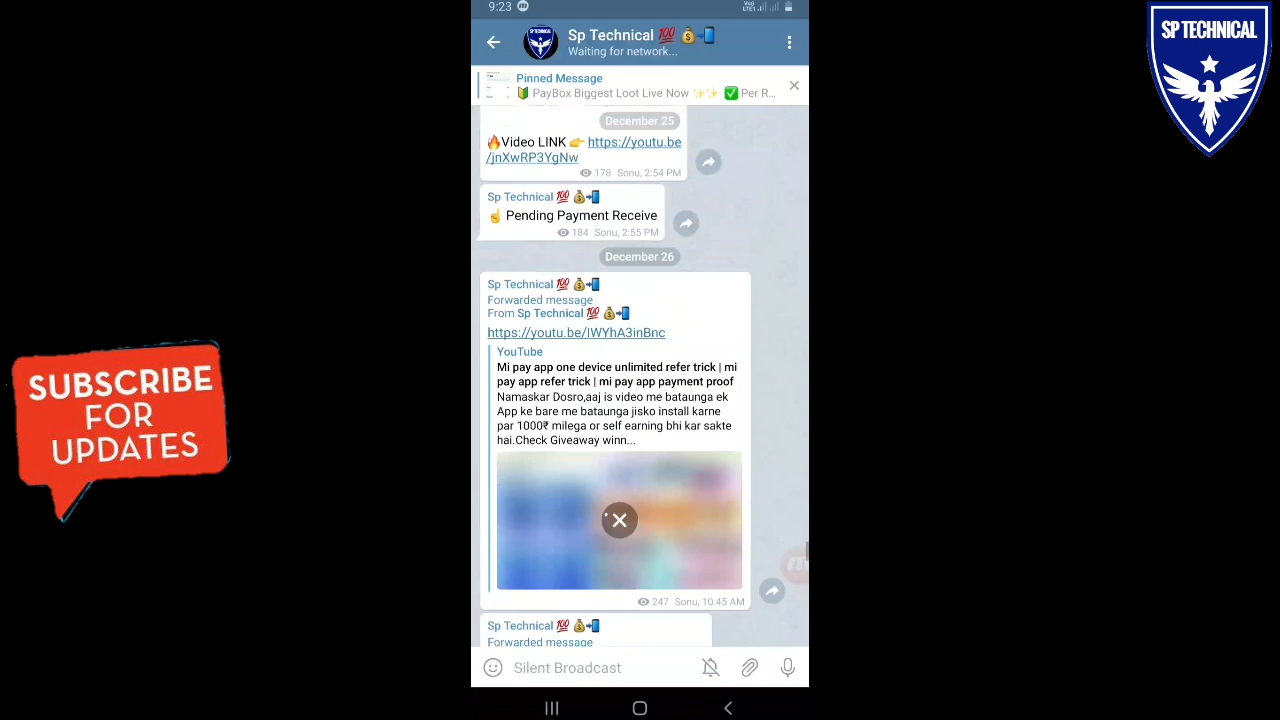 9:23
Sp Technical 💯 💰📲
Waiting for network...
SP TECHNICAL
Pinned Message
🔰 PayBox Biggest Loot Live Now ✨✨ ✅ Per R...
December 25
🔥Video LINK 👉 https://youtu.be
/jnXwRP3YgNw
178 Sonu, 2:54 PM
Sp Technical 💯 💰📲
☝ Pending Payment Receive
184 Sonu, 2:55 PM
December 26
Sp Technical 💯 💰📲
Forwarded message
From Sp Technical 💯 💰📲
https://youtu.be/IWYhA3inBnc
YouTube
Mi pay app one device unlimited refer trick | mi
pay app refer trick | mi pay app payment proof
Namaskar Dosro,aaj is video me bataunga ek
App ke bare me bataunga jisko install karne
par 1000₹ milega or self earning bhi kar sakte
hai.Check Giveaway winn...
247 Sonu, 10:45 AM
Sp Technical 💯 💰📲
Forwarded message
Silent Broadcast
SUBSCRIBE
FOR
UPDATES